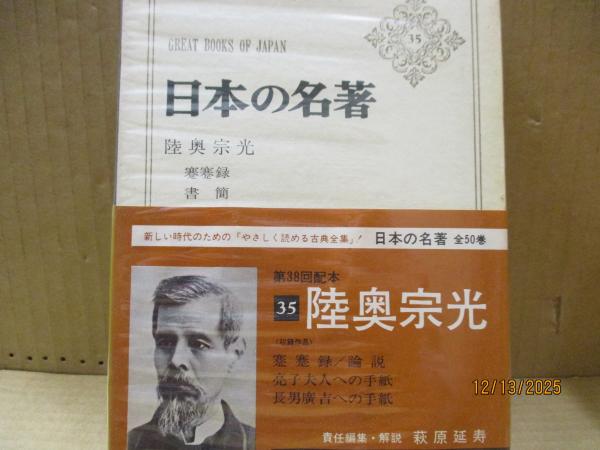 GREAT BOOKS OF JAPAN
35
日本の名著
陸奥宗光
蹇蹇録
書簡
新しい時代のための「やさしく読める古典全集」!
日本の名著 全50巻
第38回配本
35 陸奥宗光
〈収録作品〉
蹇蹇録/論説
亮子夫人への手紙
長男廣吉への手紙
12/13/2025
責任編集・解説 萩原延寿